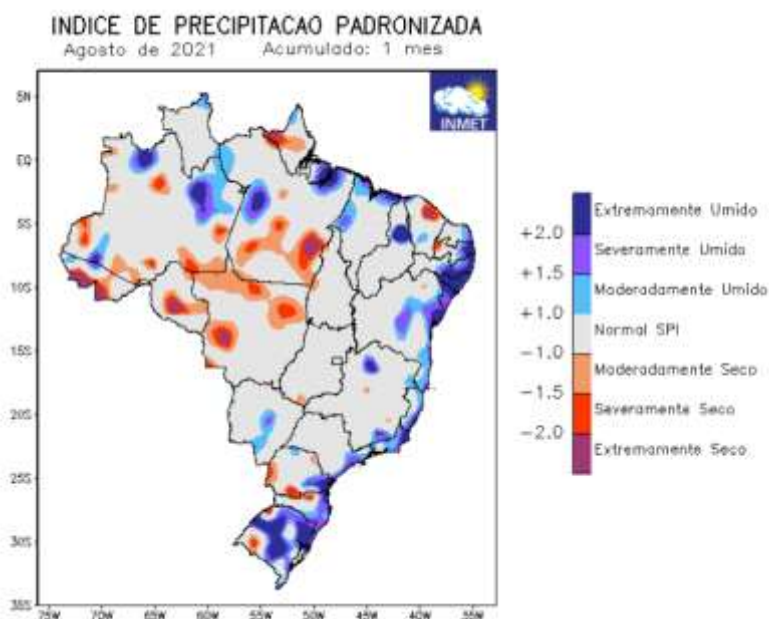 INDICE DE PRECIPITACAO PADRONIZADA
Agosto de 2021 Acumulado: 1 mes
INMET
5N
EQ
5S
10S
15S
20S
25S
30S
35S
75W 70W 65W 60W 55W 50W 45W 40W 35W
Extremamente Umido
+2.0
Severamente Umido
+1.5
Moderadamente Umido
+1.0
Normal SPI
-1.0
Moderadamente Seco
-1.5
Severamente Seco
-2.0
Extremamente Seco